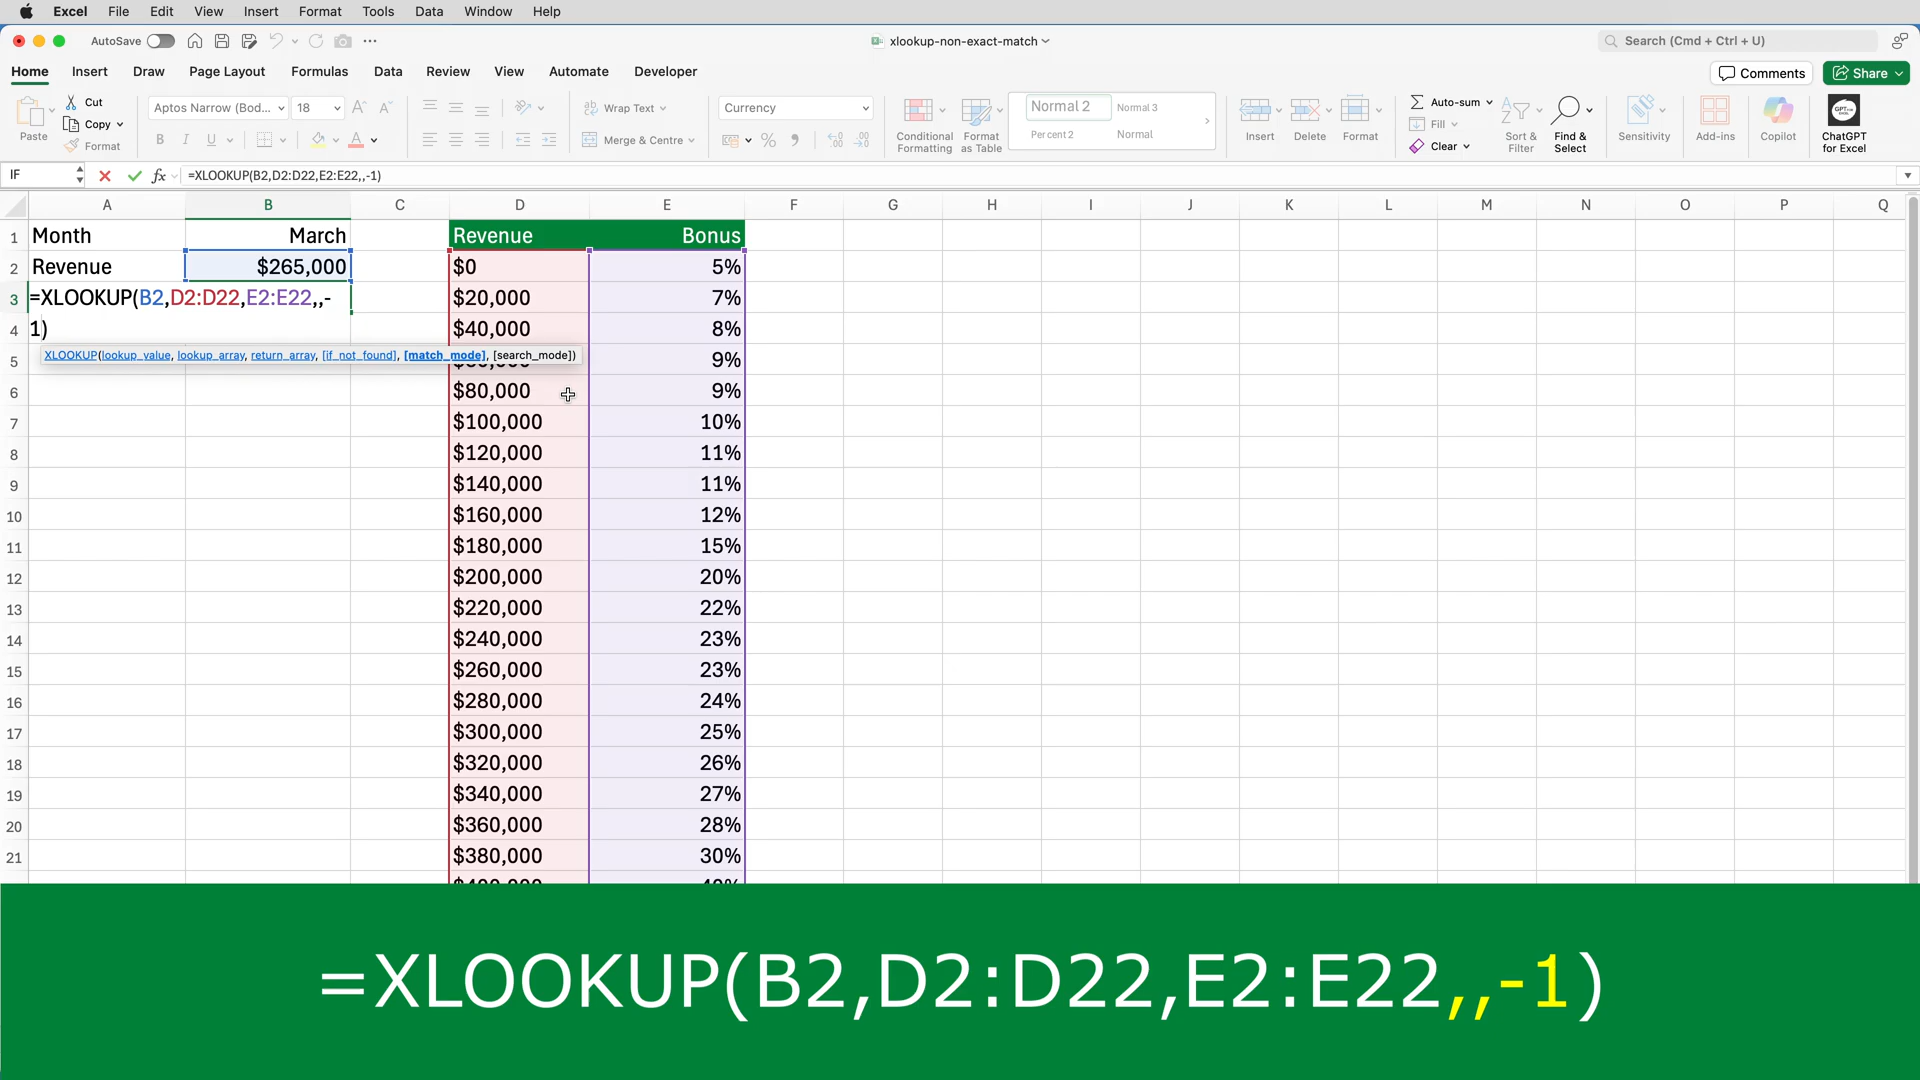 Excel File Edit View Insert Format Tools Data Window Help
AutoSave xlookup-non-exact-match Search (Cmd + Ctrl + U)
Home Insert Draw Page Layout Formulas Data Review View Automate Developer Comments Share
Paste Cut Copy Format
Aptos Narrow (Bod... 18
B I U A
Wrap Text
Merge & Centre
Currency
Conditional Formatting
Format as Table
Normal 2 Normal 3
Percent 2 Normal
Insert Delete Format
Auto-sum
Fill
Clear
Sort & Filter
Find & Select
Sensitivity
Add-ins
Copilot
ChatGPT for Excel
IF fx =XLOOKUP(B2,D2:D22,E2:E22,,-1)
A B C D E F G H I J K L M N O P Q
1 Month March Revenue Bonus
2 Revenue $265,000 $0 5%
3 =XLOOKUP(B2,D2:D22,E2:E22,,- $20,000 7%
4 1) $40,000 8%
XLOOKUP(lookup_value, lookup_array, return_array, [if_not_found], [match_mode], [search_mode])
5 9%
6 $80,000 9%
7 $100,000 10%
8 $120,000 11%
9 $140,000 11%
10 $160,000 12%
11 $180,000 15%
12 $200,000 20%
13 $220,000 22%
14 $240,000 23%
15 $260,000 23%
16 $280,000 24%
17 $300,000 25%
18 $320,000 26%
19 $340,000 27%
20 $360,000 28%
21 $380,000 30%
=XLOOKUP(B2,D2:D22,E2:E22,,-1)